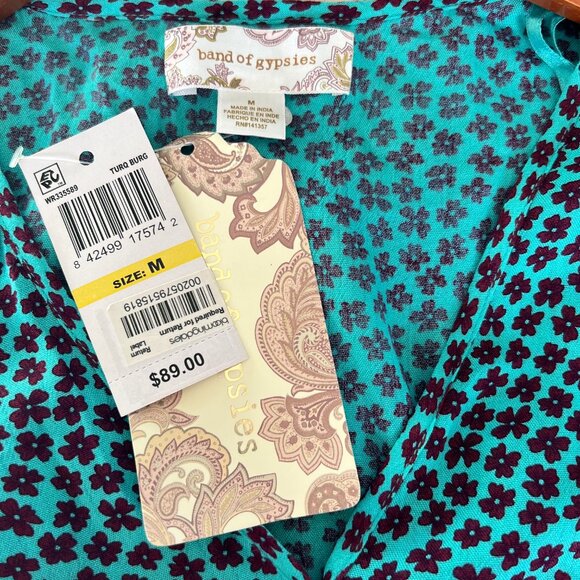 band of gypsies
M
MADE IN INDIA
FABRIQUE EN INDE
HECHO EN INDIA
RN#141357
TURQ BURG
WR335589
8 42499 17574 2
SIZE: M
0020579515819
Required for Return
bloomingdales
Return
Label
$89.00
band of gypsies